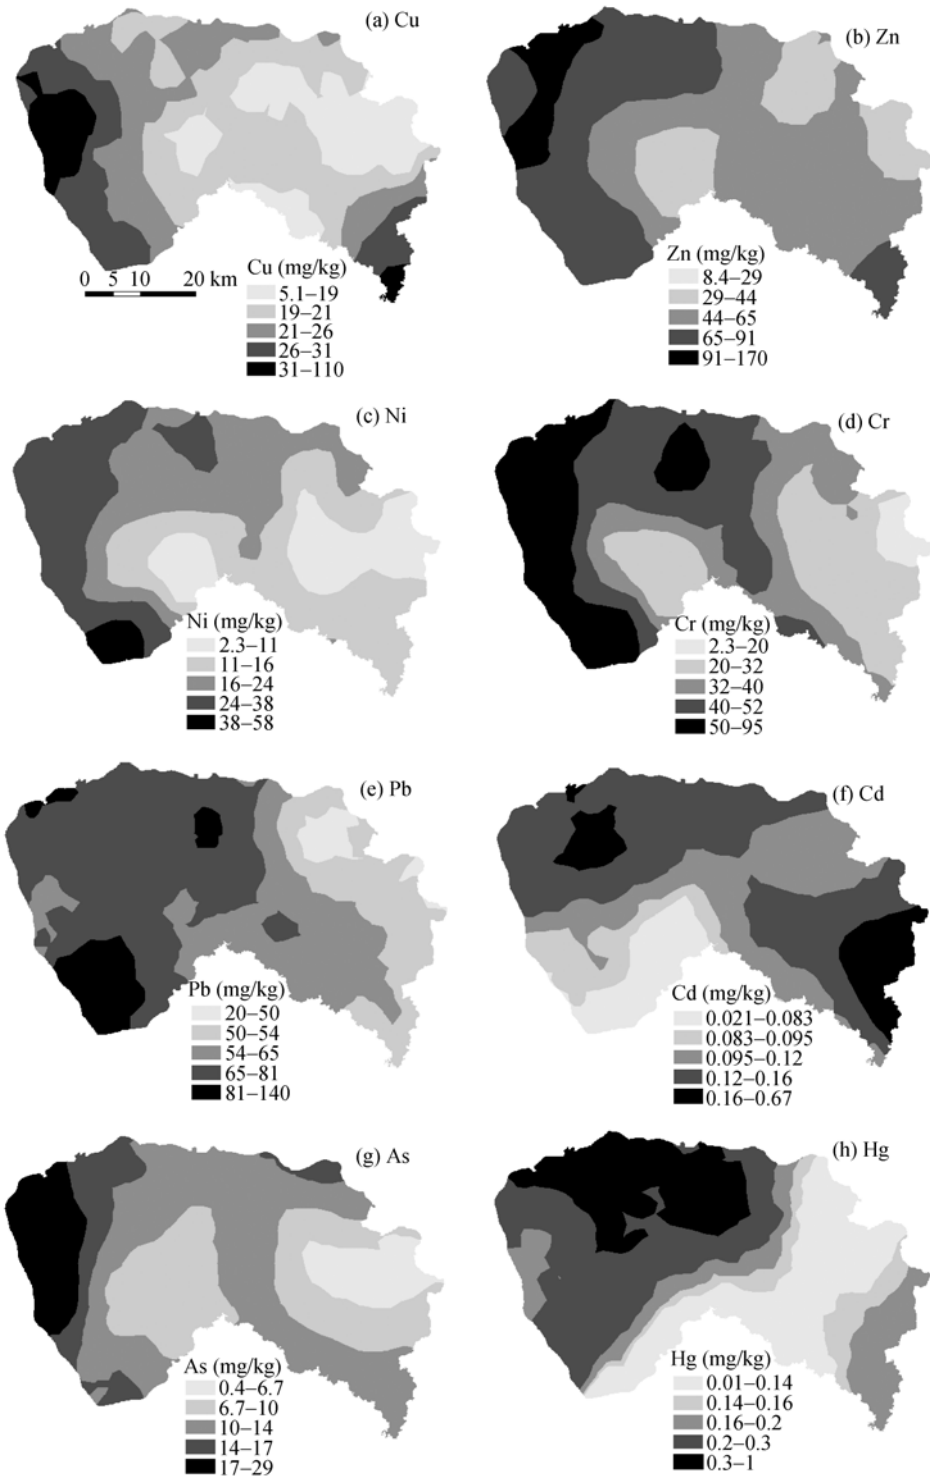 (a) Cu
0 5 10 20 km
Cu (mg/kg)
5.1–19
19–21
21–26
26–31
31–110
(b) Zn
Zn (mg/kg)
8.4–29
29–44
44–65
65–91
91–170
(c) Ni
Ni (mg/kg)
2.3–11
11–16
16–24
24–38
38–58
(d) Cr
Cr (mg/kg)
2.3–20
20–32
32–40
40–52
50–95
(e) Pb
Pb (mg/kg)
20–50
50–54
54–65
65–81
81–140
(f) Cd
Cd (mg/kg)
0.021–0.083
0.083–0.095
0.095–0.12
0.12–0.16
0.16–0.67
(g) As
As (mg/kg)
0.4–6.7
6.7–10
10–14
14–17
17–29
(h) Hg
Hg (mg/kg)
0.01–0.14
0.14–0.16
0.16–0.2
0.2–0.3
0.3–1